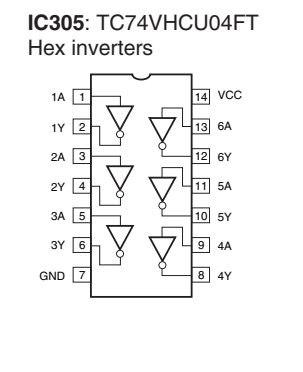 IC305: TC74VHCU04FT
Hex inverters
1A 1 14 VCC
1Y 2 13 6A
2A 3 12 6Y
2Y 4 11 5A
3A 5 10 5Y
3Y 6 9 4A
GND 7 8 4Y